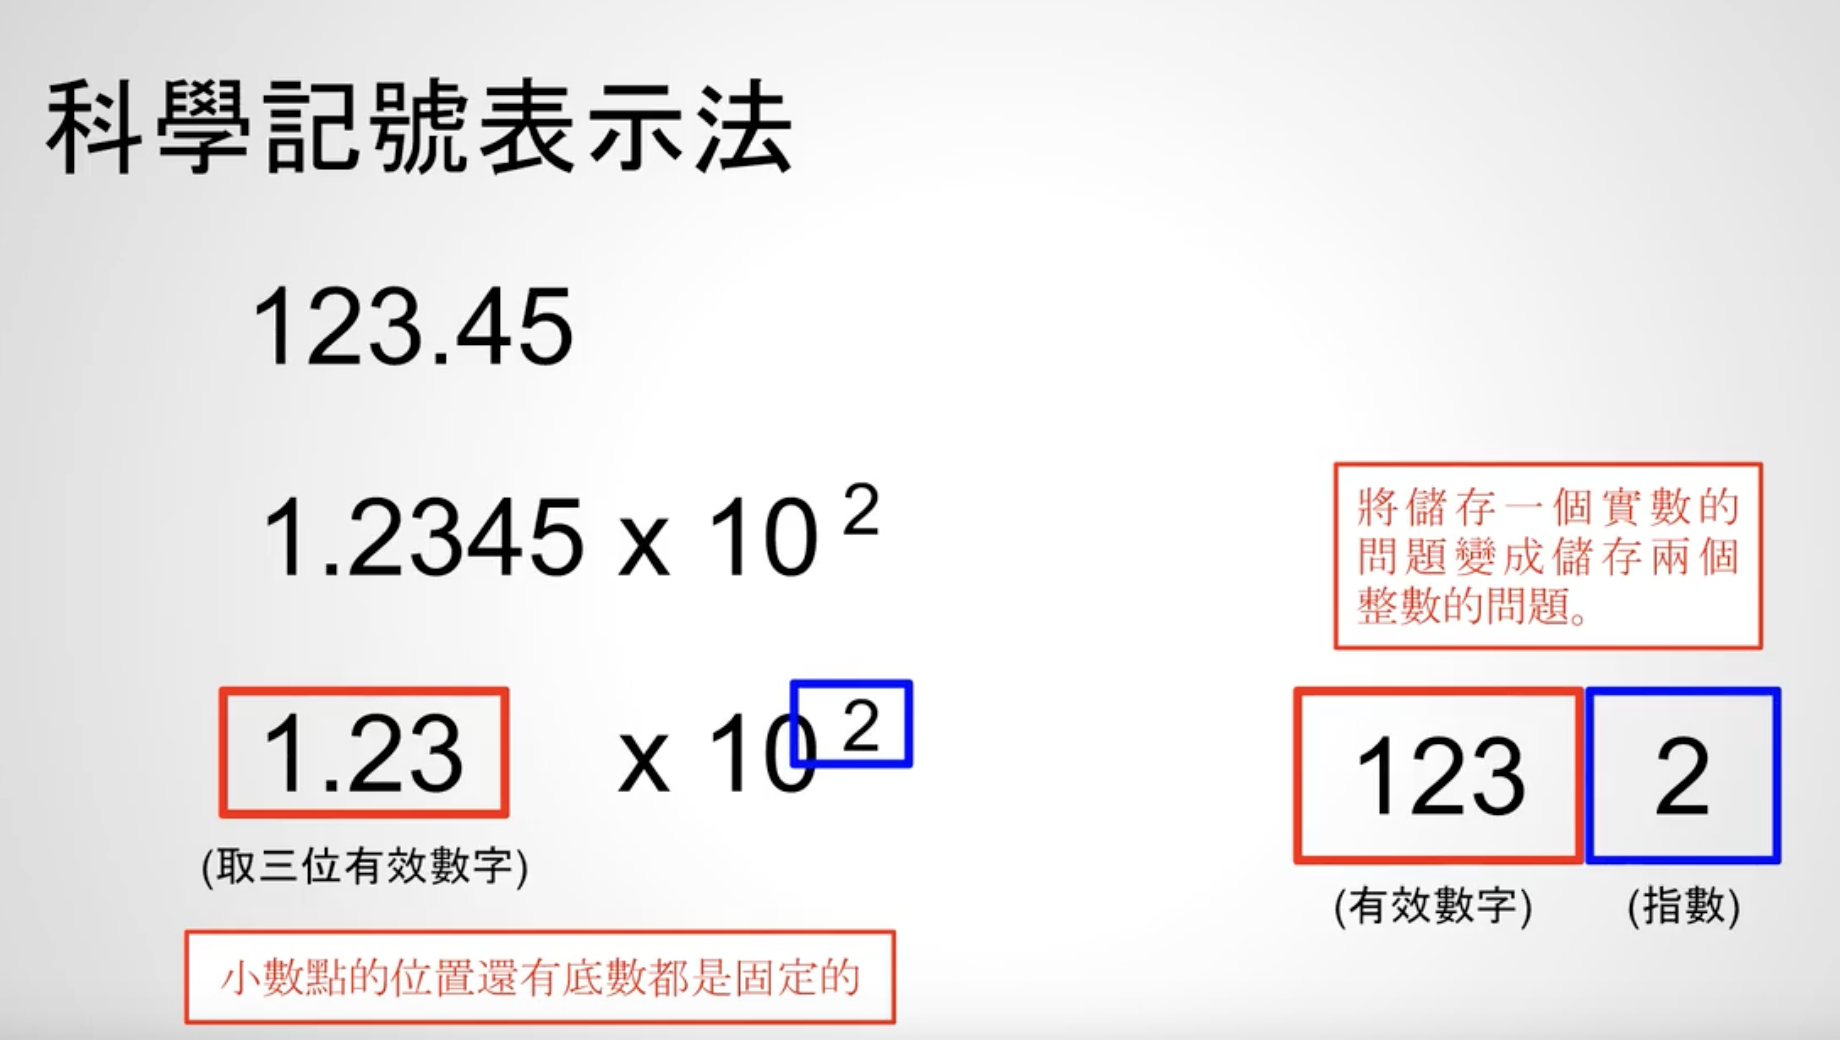 科學記號表示法
123.45
1.2345 x 10 2
1.23 x 10 2
(取三位有效數字)
小數點的位置還有底數都是固定的
將儲存一個實數的
問題變成儲存兩個
整數的問題。
123 2
(有效數字) (指數)